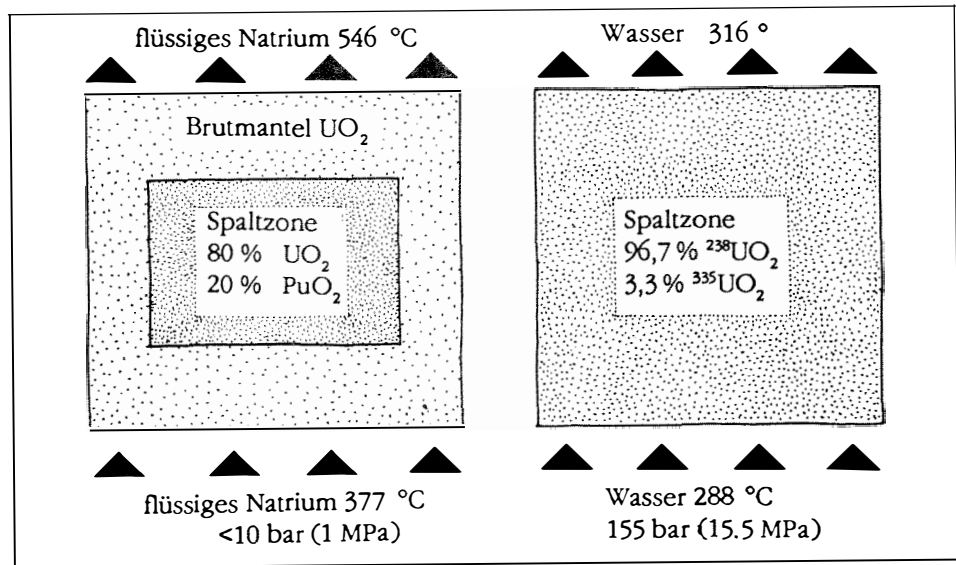 flüssiges Natrium 546 °C
Brutmantel UO₂
Spaltzone
80 % UO₂
20 % PuO₂
flüssiges Natrium 377 °C
<10 bar (1 MPa)
Wasser 316 °
Spaltzone
96,7 % ²³⁸UO₂
3,3 % ³³⁵UO₂
Wasser 288 °C
155 bar (15.5 MPa)